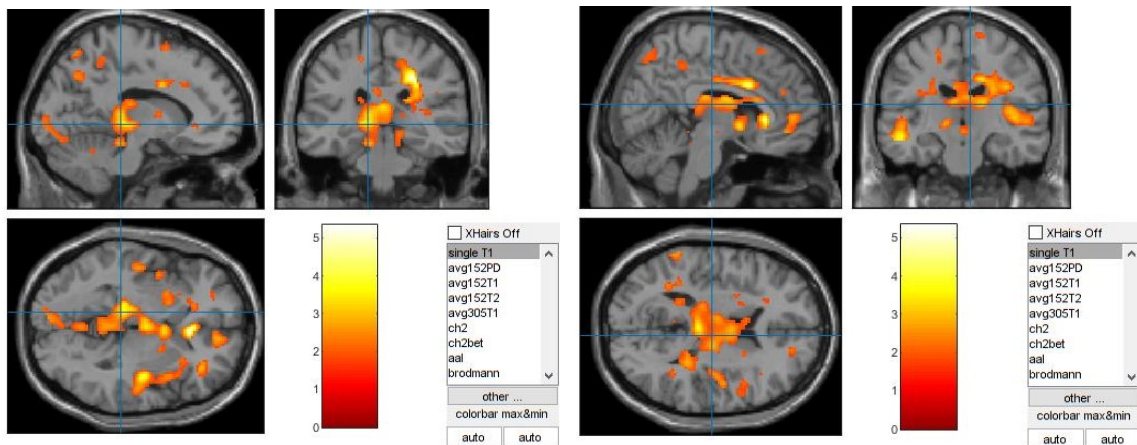 5
4
3
2
1
0
XHairs Off
single T1
avg152PD
avg152T1
avg152T2
avg305T1
ch2
ch2bet
aal
brodmann
other ...
colorbar max&min
auto auto
5
4
3
2
1
0
XHairs Off
single T1
avg152PD
avg152T1
avg152T2
avg305T1
ch2
ch2bet
aal
brodmann
other ...
colorbar max&min
auto auto